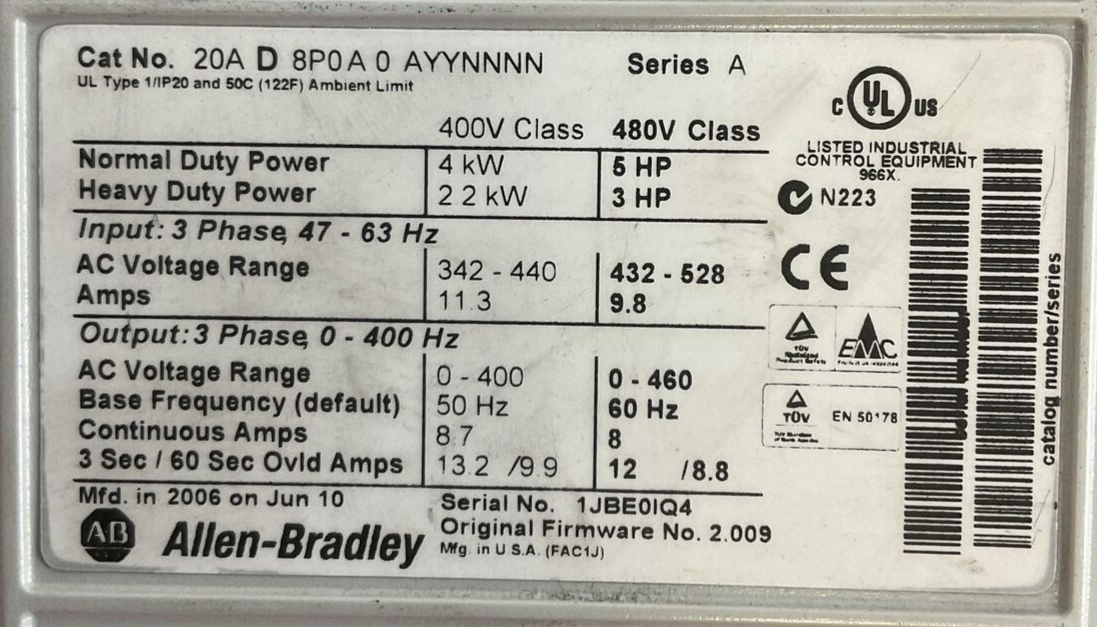 Cat No. 20A D 8P0A 0 AYYNNNN Series A
UL Type 1/IP20 and 50C (122F) Ambient Limit
400V Class 480V Class
Normal Duty Power 4 kW 5 HP
Heavy Duty Power 2 2 kW 3 HP
Input: 3 Phase, 47 - 63 Hz
AC Voltage Range 342 - 440 432 - 528
Amps 11.3 9.8
Output: 3 Phase, 0 - 400 Hz
AC Voltage Range 0 - 400 0 - 460
Base Frequency (default) 50 Hz 60 Hz
Continuous Amps 8.7 8
3 Sec / 60 Sec Ovld Amps 13.2 /9.9 12 /8.8
Mfd. in 2006 on Jun 10
Serial No. 1JBE0IQ4
Original Firmware No. 2.009
Mfg. in U S.A. (FAC1J)
AB Allen-Bradley
C UL US
LISTED INDUSTRIAL
CONTROL EQUIPMENT
966X.
N223
CE
TÜV
EMC
TÜV
EN 50178
catalog number/series